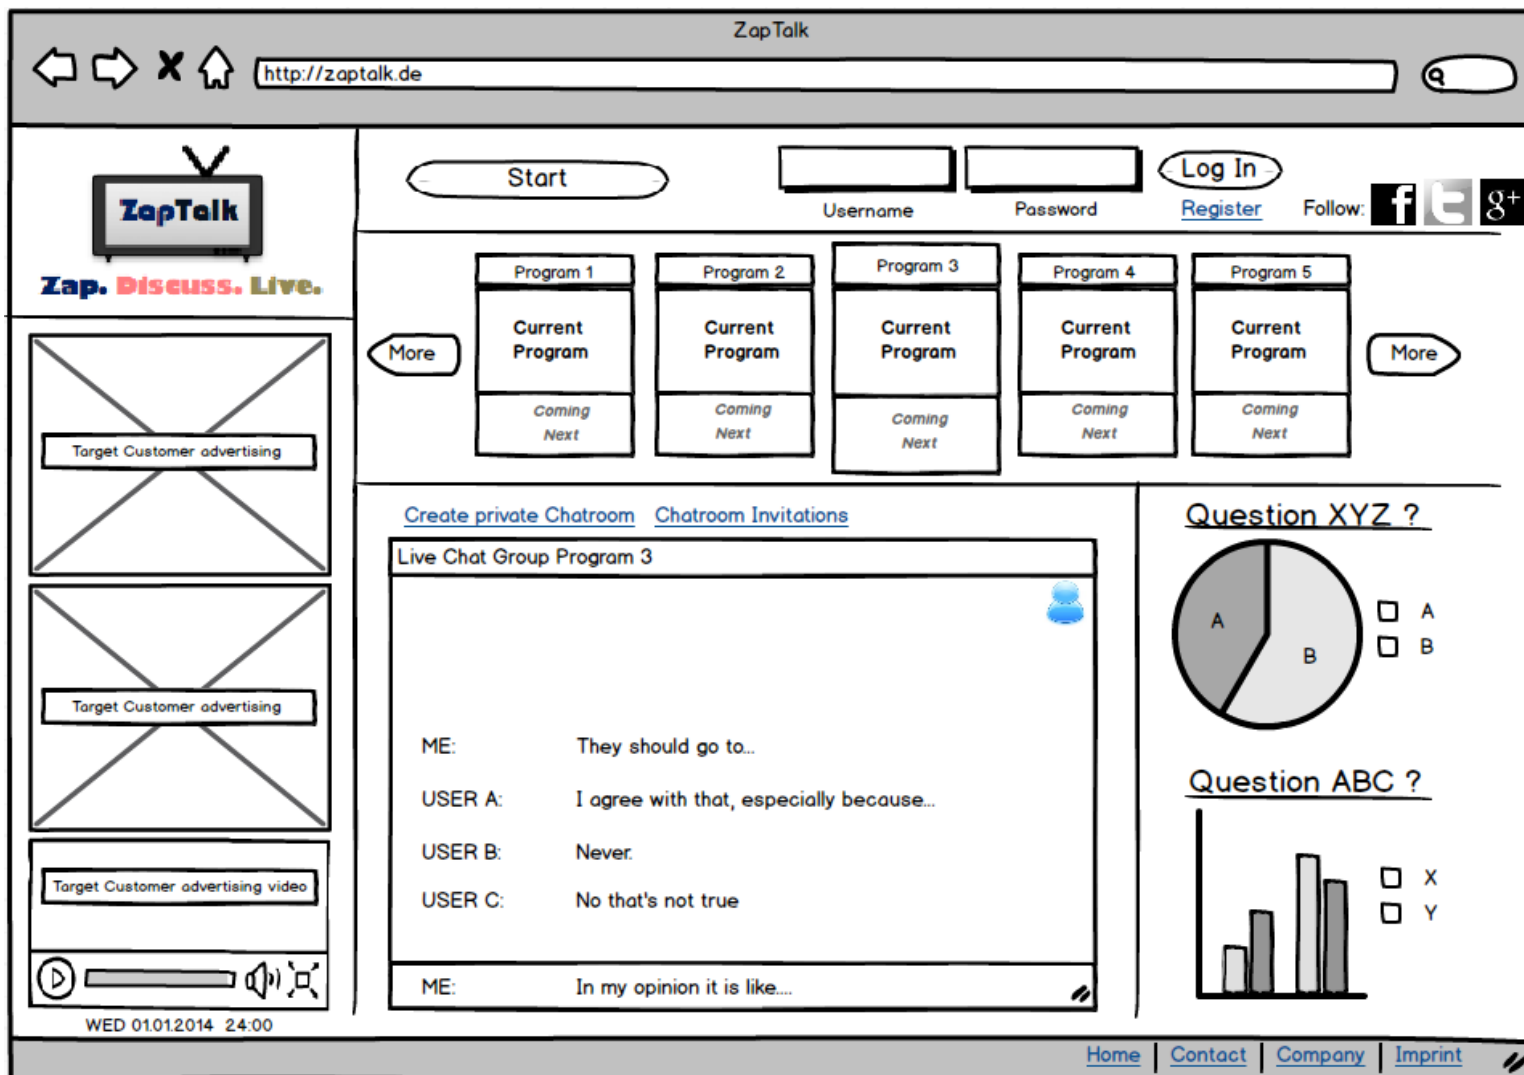 ZapTalk
http://zaptalk.de
ZapTalk
Zap. Discuss. Live.
Start
Log In
Username
Password
Register
Follow:
f
t
g+
Program 1
Program 2
Program 3
Program 4
Program 5
More
Current
Program
Current
Program
Current
Program
Current
Program
Current
Program
More
Coming
Next
Coming
Next
Coming
Next
Coming
Next
Coming
Next
Target Customer advertising
Target Customer advertising
Target Customer advertising video
WED 01.01.2014 24:00
Create private Chatroom Chatroom Invitations
Live Chat Group Program 3
ME: They should go to...
USER A: I agree with that, especially because...
USER B: Never.
USER C: No that's not true
ME: In my opinion it is like....
Question XYZ ?
A
B
A
B
Question ABC ?
X
Y
Home | Contact | Company | Imprint